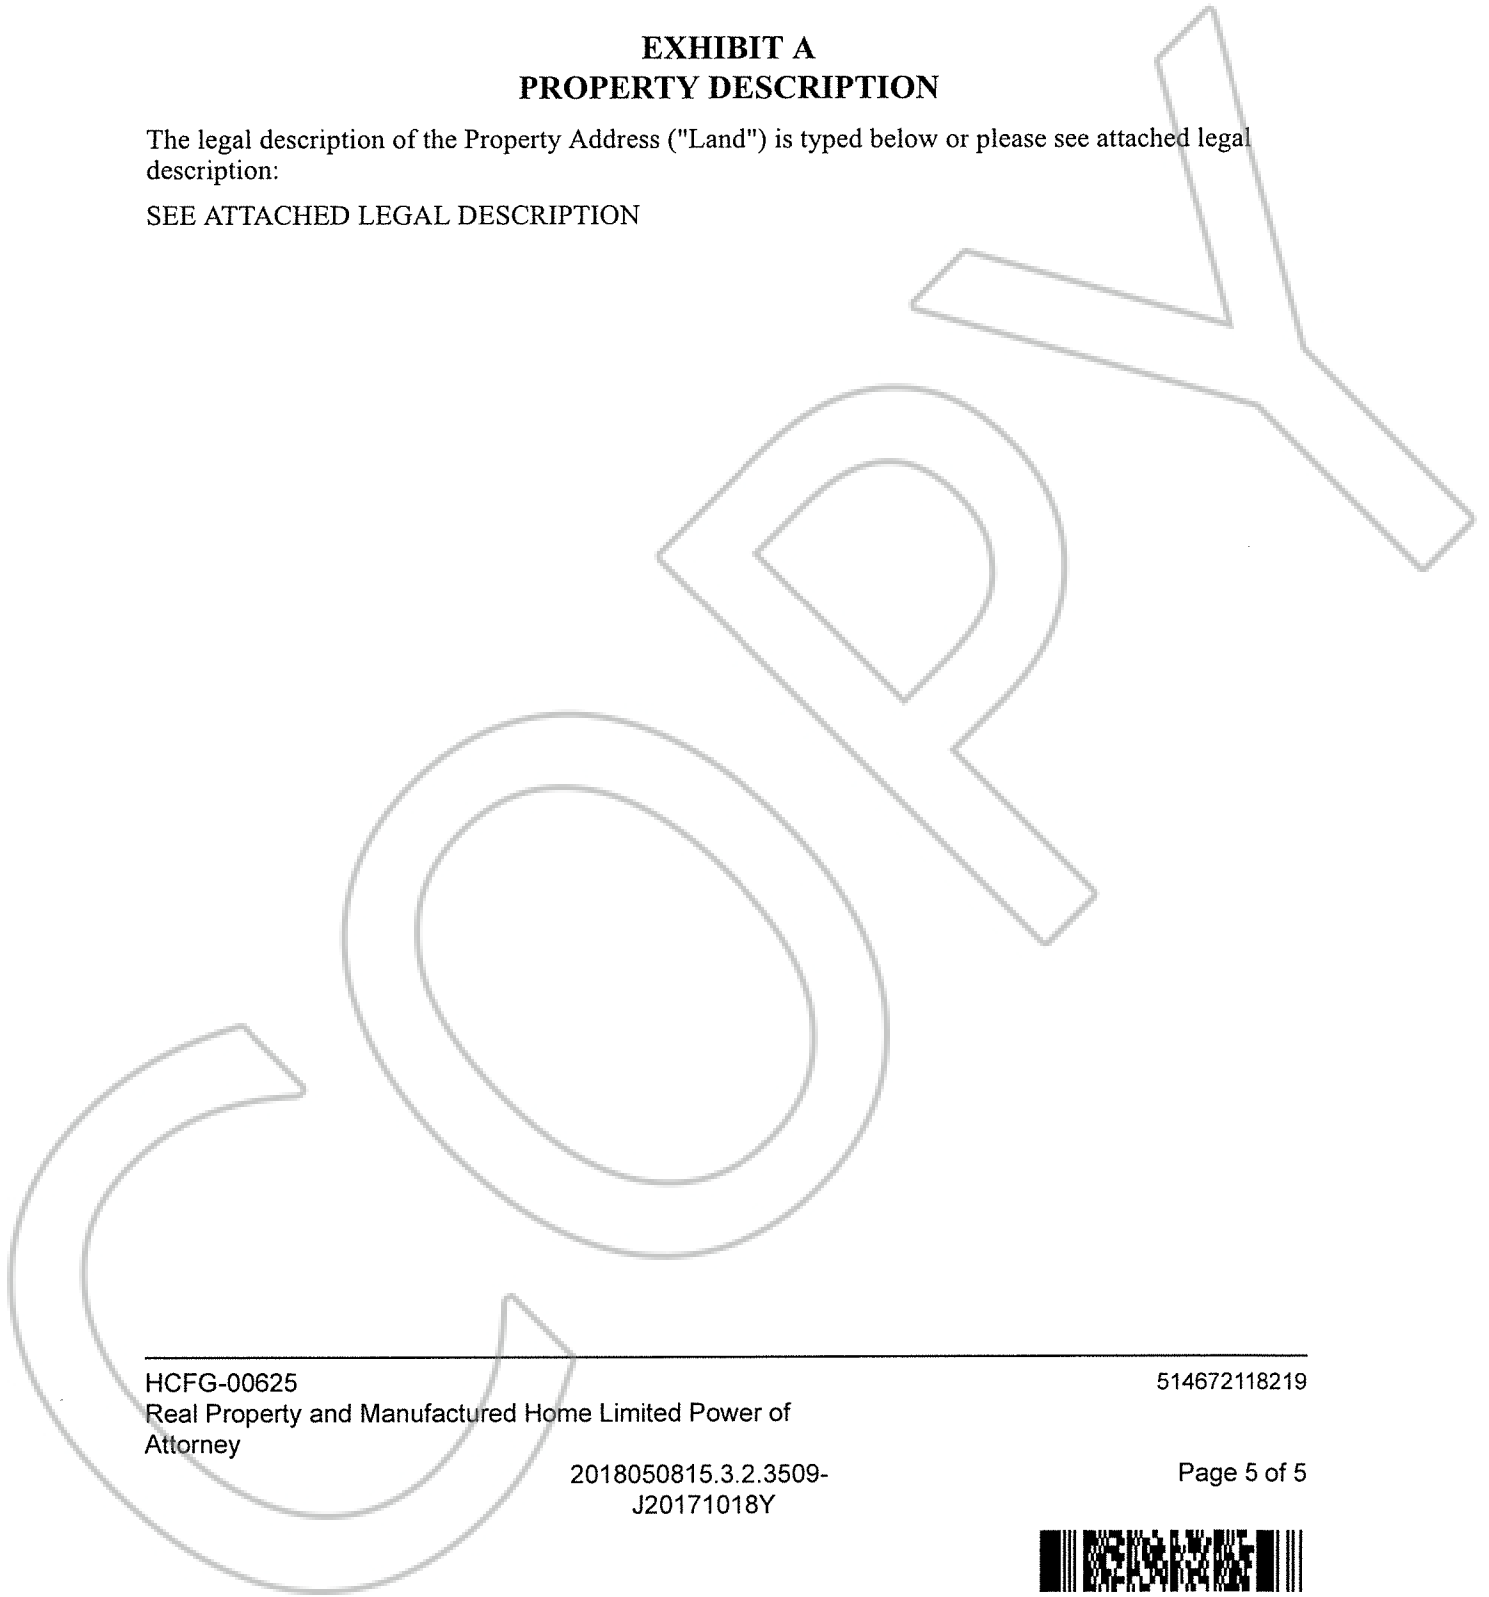 EXHIBIT A
PROPERTY DESCRIPTION
The legal description of the Property Address ("Land") is typed below or please see attached legal
description:
SEE ATTACHED LEGAL DESCRIPTION
COPY
HCFG-00625
514672118219
Real Property and Manufactured Home Limited Power of
Attorney
2018050815.3.2.3509-
J20171018Y
Page 5 of 5